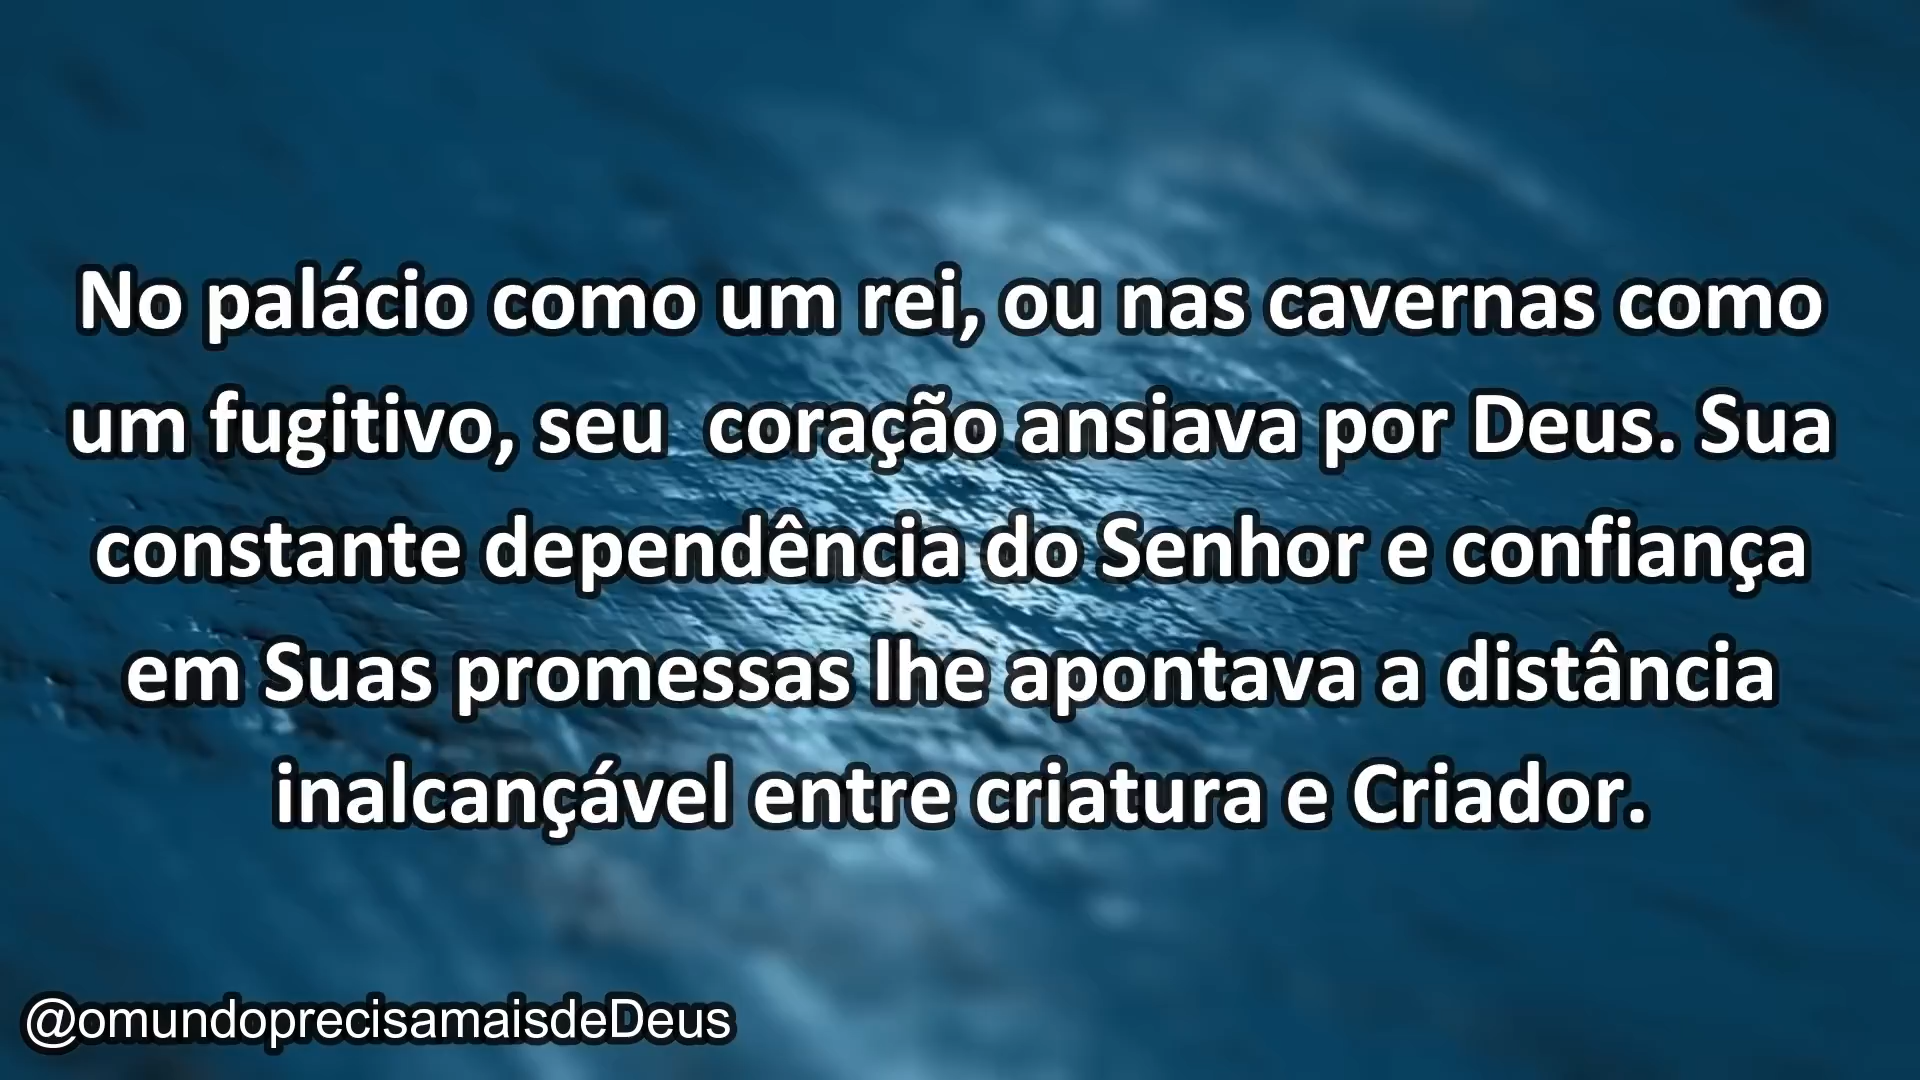 No palácio como um rei, ou nas cavernas como
um fugitivo, seu  coração ansiava por Deus. Sua
constante dependência do Senhor e confiança
em Suas promessas lhe apontava a distância
inalcançável entre criatura e Criador.
@omundoprecisamaisdeDeus